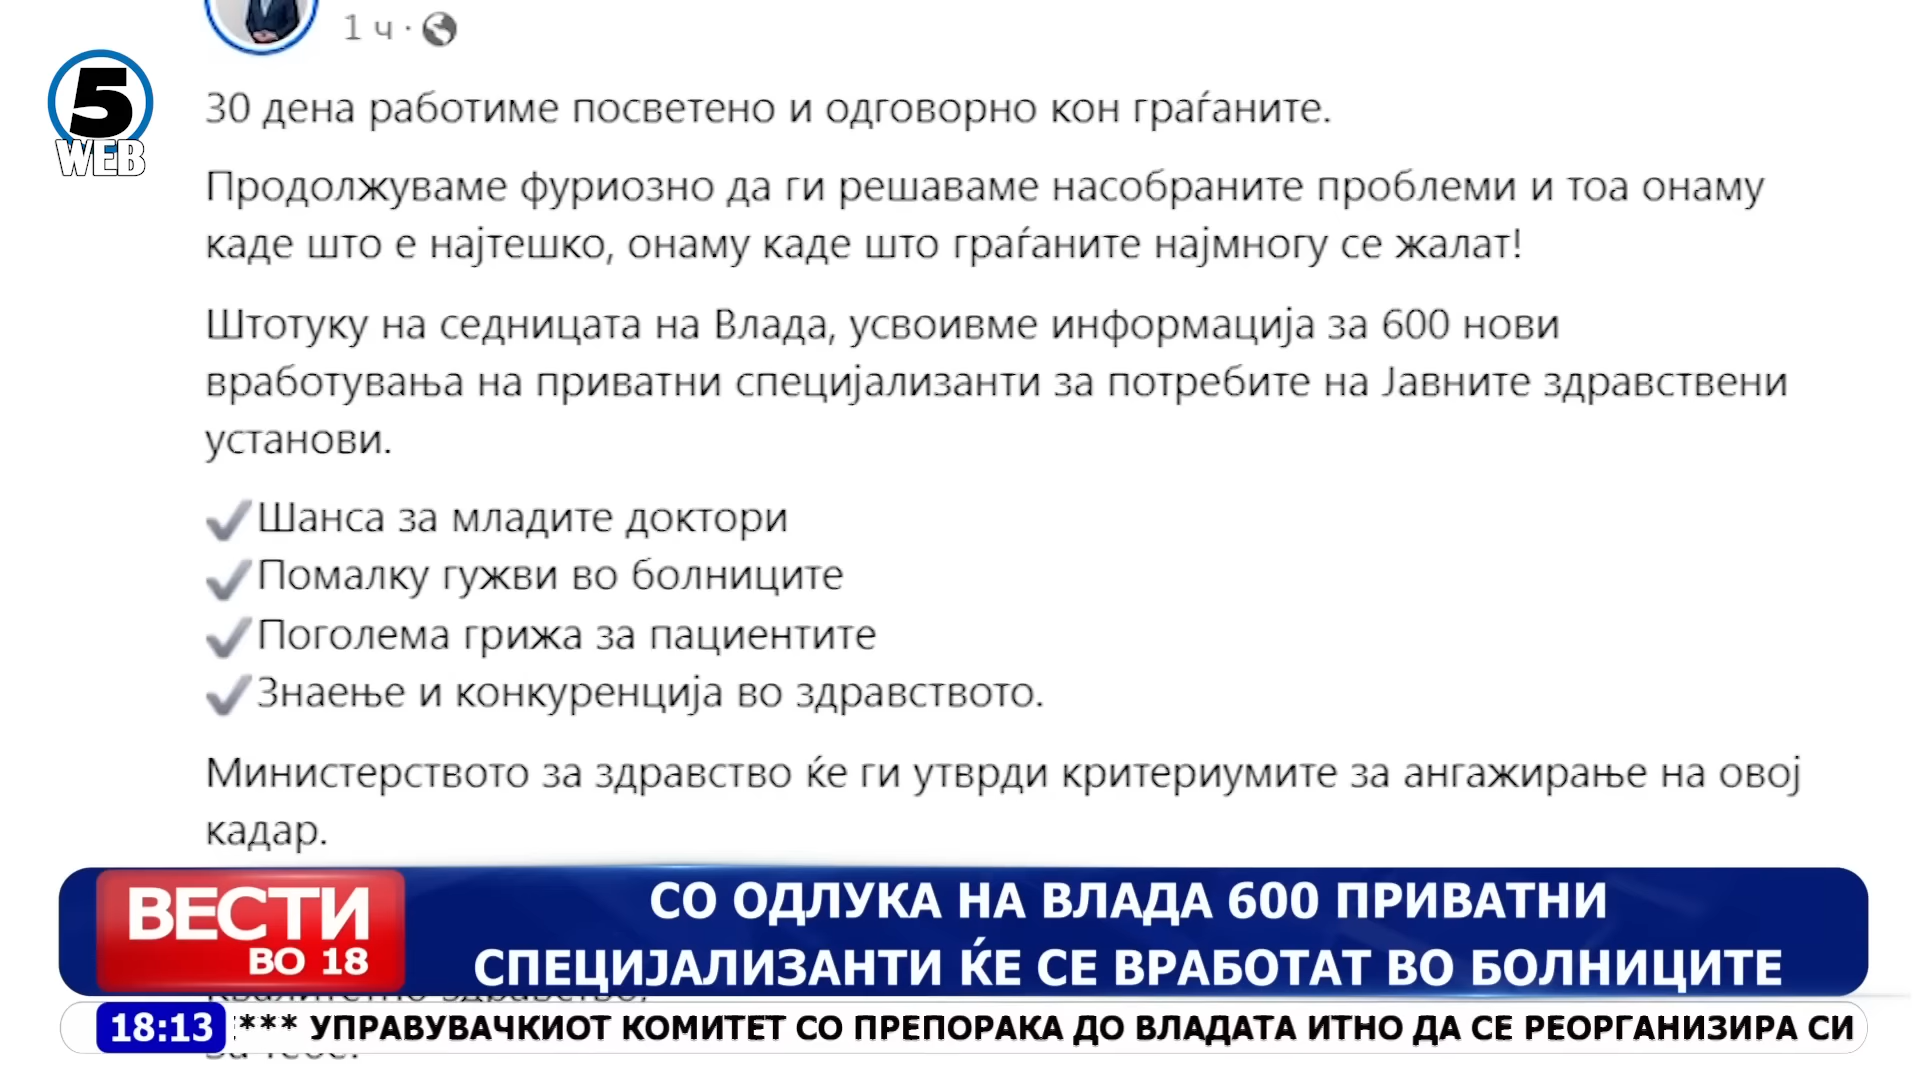 1 ч ·
5
WEB
30 дена работиме посветено и одговорно кон граѓаните.
Продолжуваме фуриозно да ги решаваме насобраните проблеми и тоа онаму
каде што е најтешко, онаму каде што граѓаните најмногу се жалат!
Штотуку на седницата на Влада, усвоивме информација за 600 нови
вработувања на приватни специјализанти за потребите на Јавните здравствени
установи.
✔Шанса за младите доктори
✔Помалку гужви во болниците
✔Поголема грижа за пациентите
✔Знаење и конкуренција во здравството.
Министерството за здравство ќе ги утврди критериумите за ангажирање на овој
кадар.
ВЕСТИ
ВО 18
СО ОДЛУКА НА ВЛАДА 600 ПРИВАТНИ
СПЕЦИЈАЛИЗАНТИ ЌЕ СЕ ВРАБОТАТ ВО БОЛНИЦИТЕ
18:13
*** УПРАВУВАЧКИОТ КОМИТЕТ СО ПРЕПОРАКА ДО ВЛАДАТА ИТНО ДА СЕ РЕОРГАНИЗИРА СИ